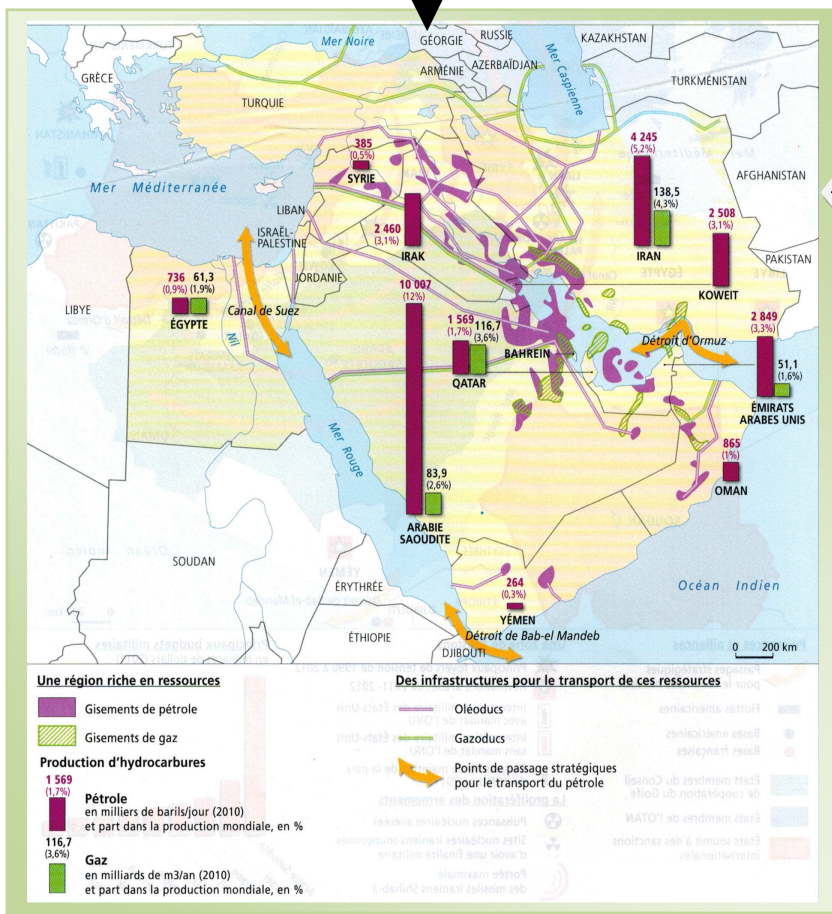 Mer Noire
GÉORGIE
RUSSIE
KAZAKHSTAN
Mer Caspienne
ARMÉNIE
AZERBAÏDJAN
TURKMÉNISTAN
GRÈCE
TURQUIE
385
(0,5%)
SYRIE
4 245
(5,2%)
138,5
(4,3%)
IRAN
AFGHANISTAN
Mer Méditerranée
LIBAN
ISRAËL-
PALESTINE
JORDANIE
2 460
(3,1%)
IRAK
2 508
(3,1%)
KOWEIT
PAKISTAN
LIBYE
736
(0,9%)
61,3
(1,9%)
ÉGYPTE
Canal de Suez
Nil
10 007
(12%)
1 569
(1,7%)
116,7
(3,6%)
QATAR
BAHREIN
Détroit d'Ormuz
2 849
(3,3%)
51,1
(1,6%)
ÉMIRATS
ARABES UNIS
Mer Rouge
83,9
(2,6%)
ARABIE
SAOUDITE
865
(1%)
OMAN
SOUDAN
ÉRYTHRÉE
264
(0,3%)
YÉMEN
Océan Indien
ÉTHIOPIE
Détroit de Bab-el Mandeb
DJIBOUTI
0 200 km
Une région riche en ressources
Gisements de pétrole
Gisements de gaz
Production d'hydrocarbures
1 569
(1,7%)
Pétrole
en milliers de barils/jour (2010)
et part dans la production mondiale, en %
116,7
(3,6%)
Gaz
en milliards de m3/an (2010)
et part dans la production mondiale, en %
Des infrastructures pour le transport de ces ressources
Oléoducs
Gazoducs
Points de passage stratégiques
pour le transport du pétrole